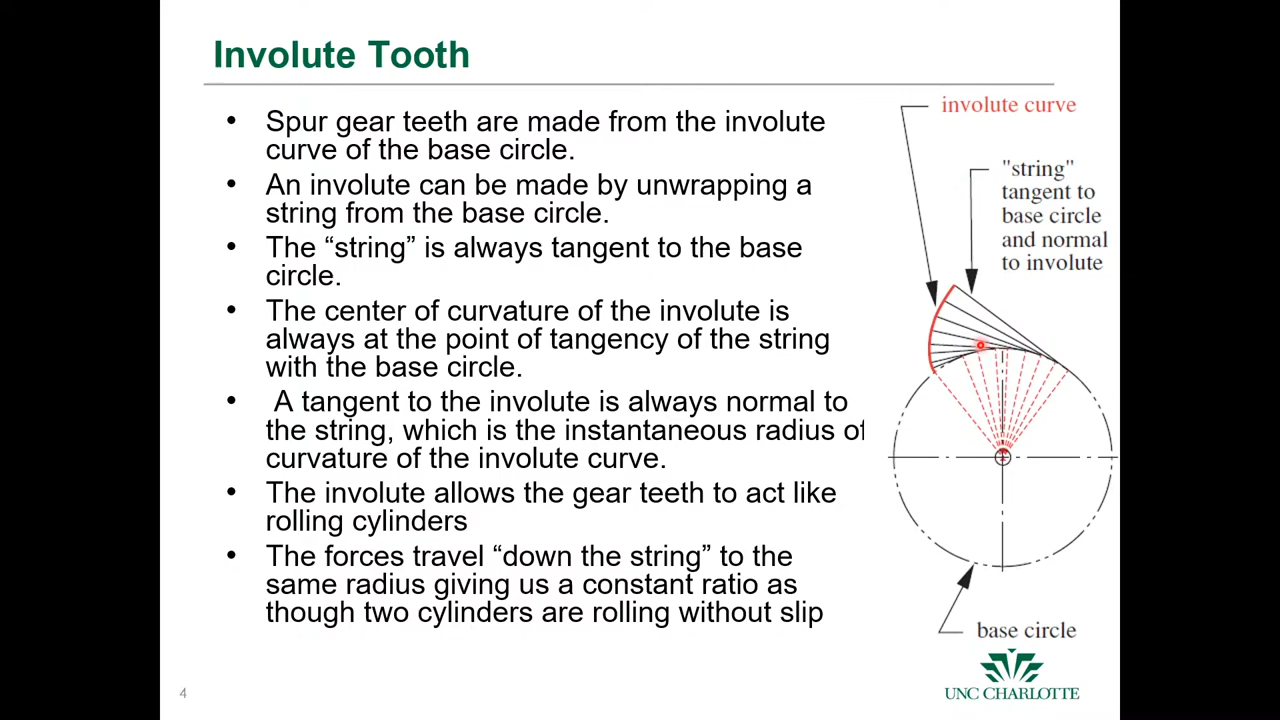 Involute Tooth
• Spur gear teeth are made from the involute
curve of the base circle.
• An involute can be made by unwrapping a
string from the base circle.
• The “string” is always tangent to the base
circle.
• The center of curvature of the involute is
always at the point of tangency of the string
with the base circle.
• A tangent to the involute is always normal to
the string, which is the instantaneous radius of
curvature of the involute curve.
• The involute allows the gear teeth to act like
rolling cylinders
• The forces travel “down the string” to the
same radius giving us a constant ratio as
though two cylinders are rolling without slip
involute curve
"string"
tangent to
base circle
and normal
to involute
base circle
UNC CHARLOTTE
4